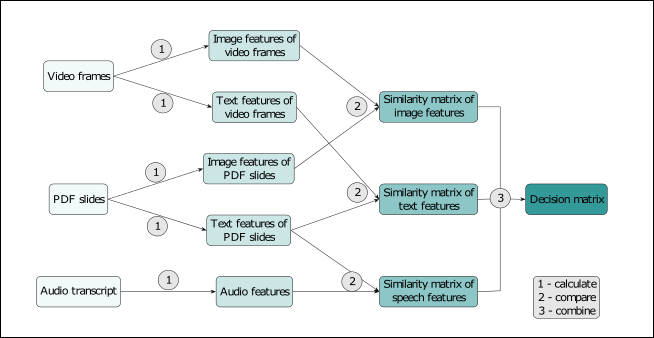 Image features of
video frames
1
Video frames
1
Text features of
video frames
2
Similarity matrix of
image features
1
Image features of
PDF slides
PDF slides
1
Text features of
PDF slides
2
Similarity matrix of
text features
3
Decision matrix
Audio transcript
1
Audio features
2
Similarity matrix of
speech features
1 - calculate
2 - compare
3 - combine